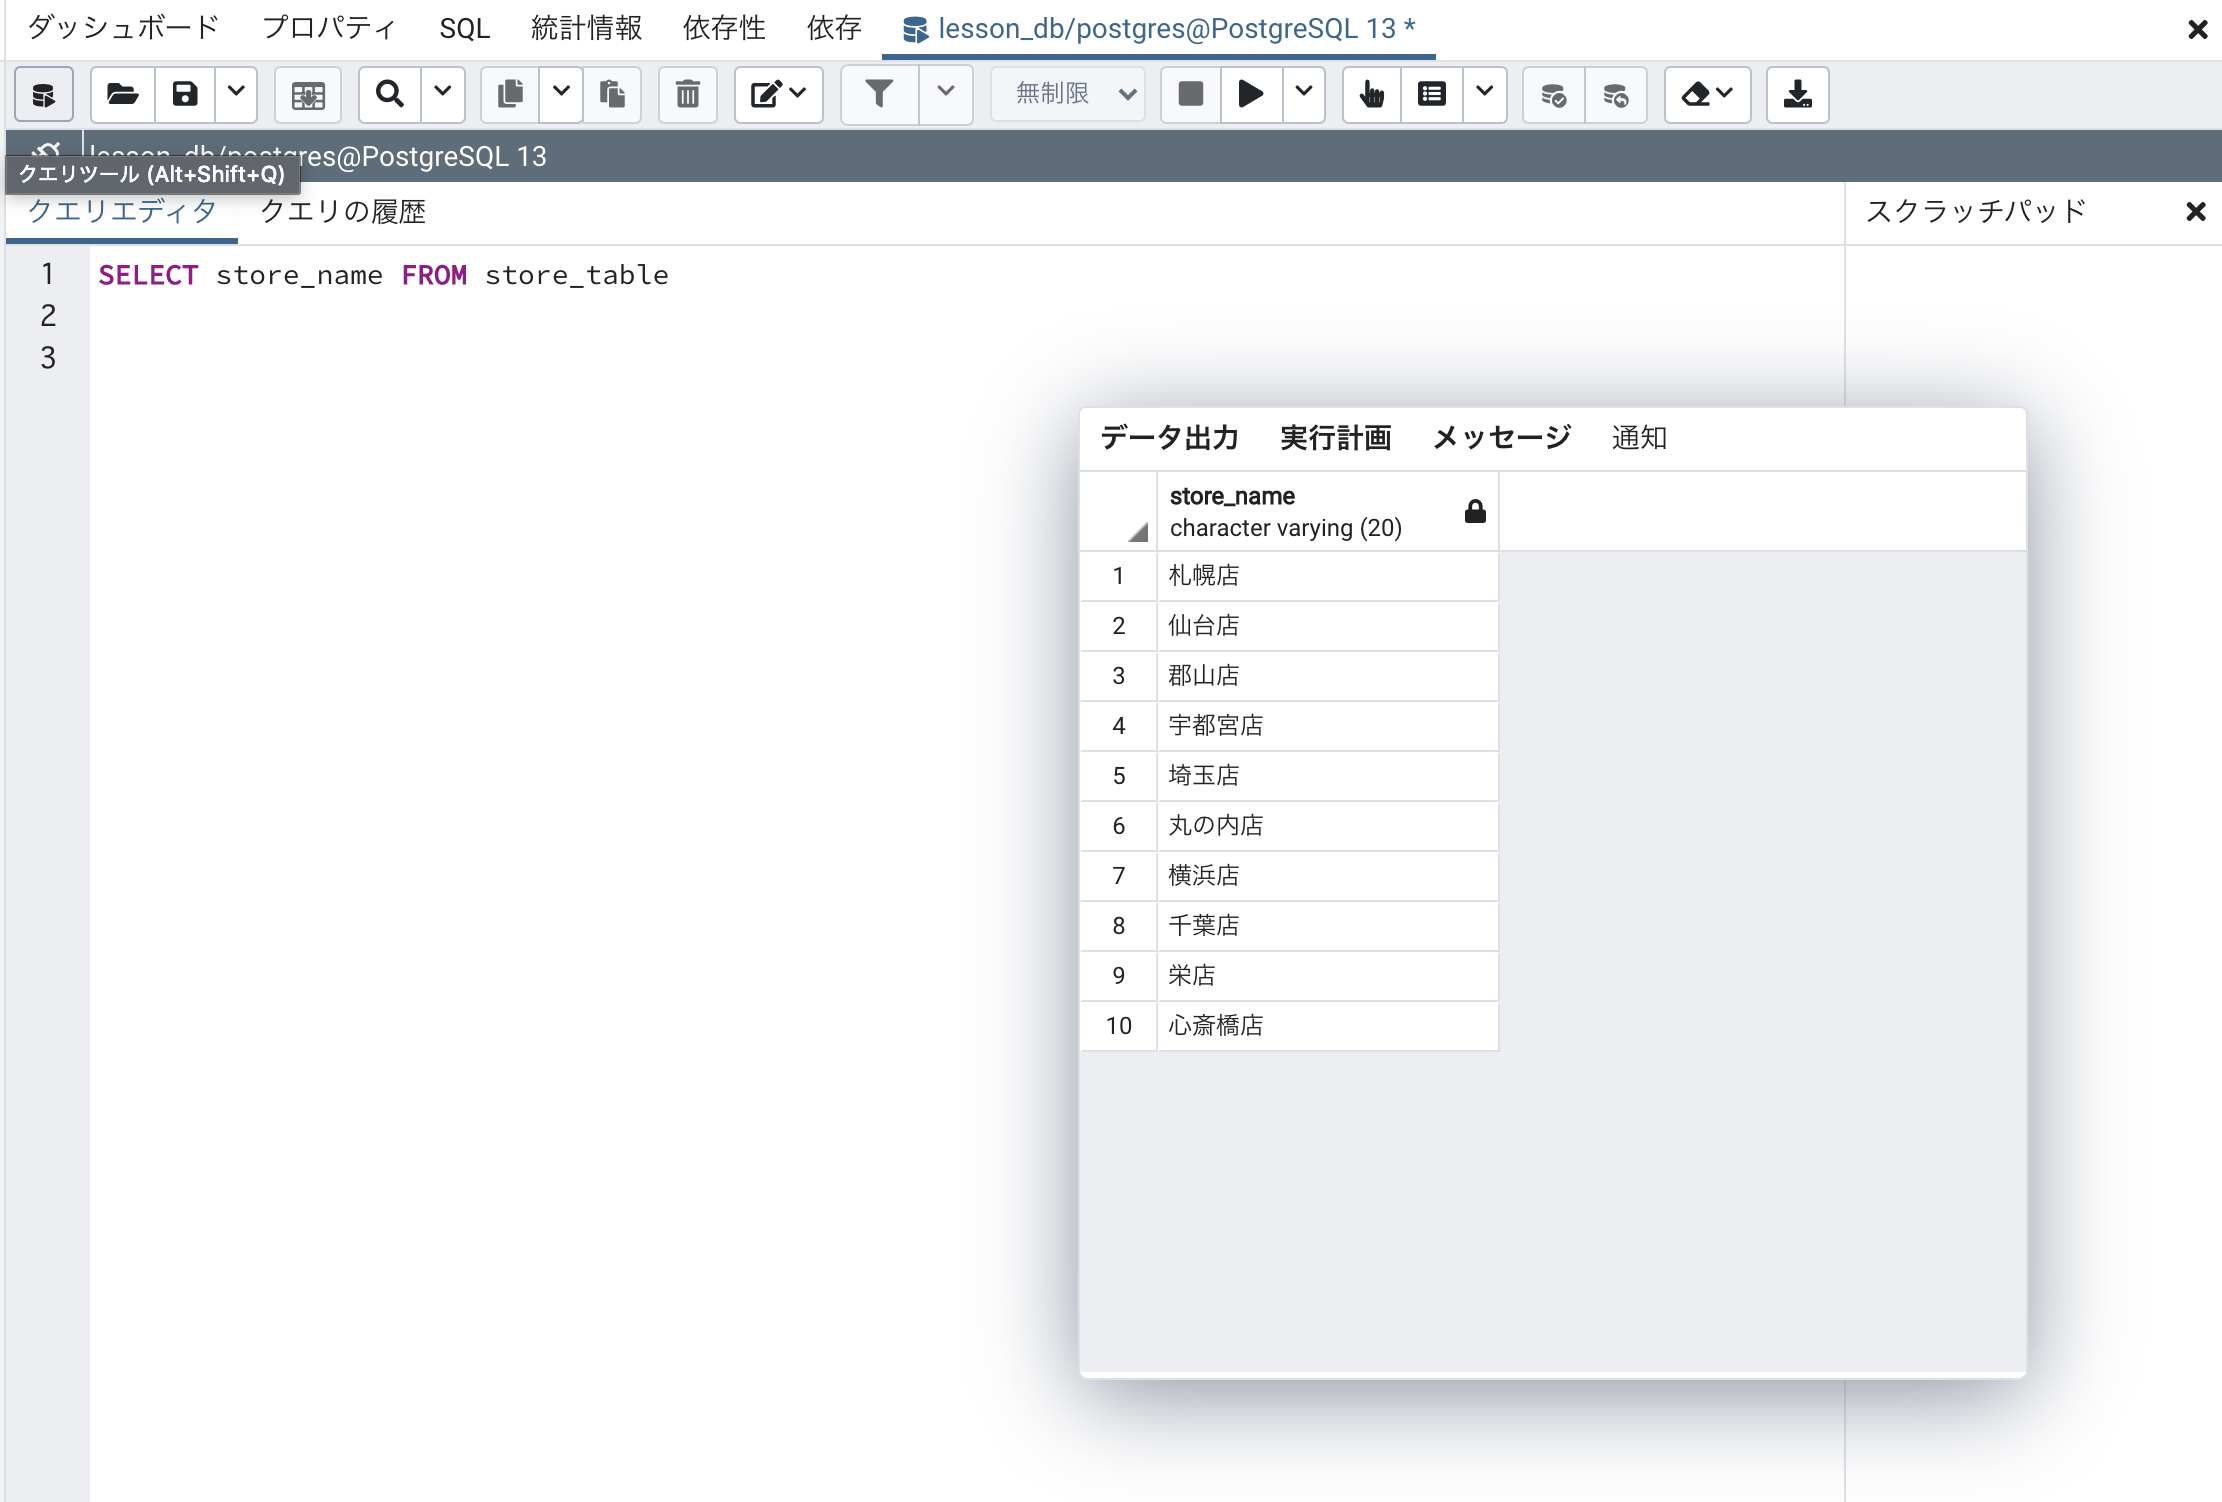 ダッシュボード プロパティ SQL 統計情報 依存性 依存 lesson_db/postgres@PostgreSQL 13 *
無制限
lesson_db/postgres@PostgreSQL 13
クエリツール (Alt+Shift+Q)
クエリエディタ クエリの履歴 スクラッチパッド
1 SELECT store_name FROM store_table
2
3
データ出力 実行計画 メッセージ 通知
store_name
character varying (20)
1 札幌店
2 仙台店
3 郡山店
4 宇都宮店
5 埼玉店
6 丸の内店
7 横浜店
8 千葉店
9 栄店
10 心斎橋店